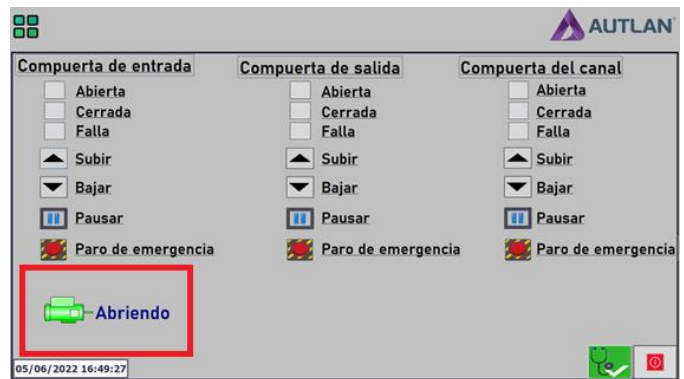 AUTLAN
Compuerta de entrada
Abierta
Cerrada
Falla
Subir
Bajar
Pausar
Paro de emergencia
Compuerta de salida
Abierta
Cerrada
Falla
Subir
Bajar
Pausar
Paro de emergencia
Compuerta del canal
Abierta
Cerrada
Falla
Subir
Bajar
Pausar
Paro de emergencia
Abriendo
05/06/2022 16:49:27